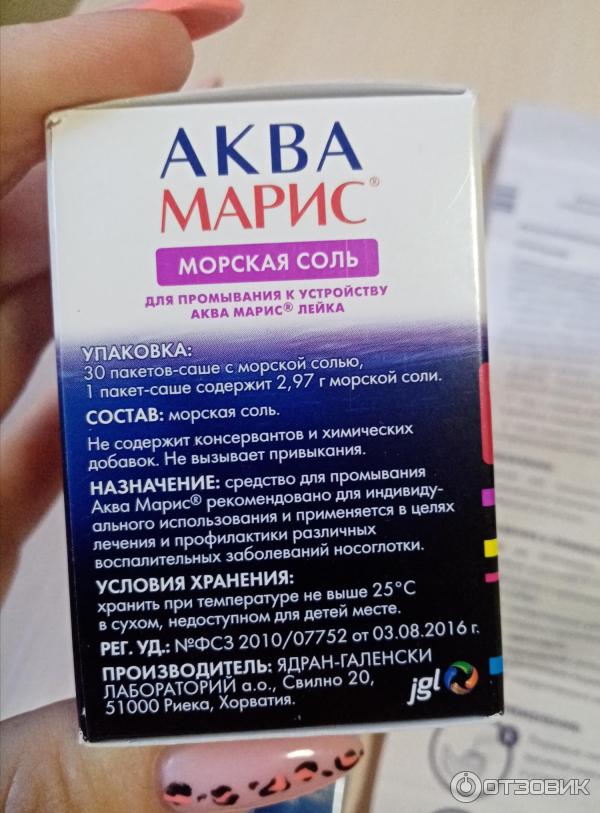 АКВА
МАРИС®
МОРСКАЯ СОЛЬ
ДЛЯ ПРОМЫВАНИЯ К УСТРОЙСТВУ
АКВА МАРИС® ЛЕЙКА
УПАКОВКА:
30 пакетов-саше с морской солью,
1 пакет-саше содержит 2,97 г морской соли.
СОСТАВ: морская соль.
Не содержит консервантов и химических
добавок. Не вызывает привыкания.
НАЗНАЧЕНИЕ: средство для промывания
Аква Марис® рекомендовано для индивиду-
ального использования и применяется в целях
лечения и профилактики различных
воспалительных заболеваний носоглотки.
УСЛОВИЯ ХРАНЕНИЯ:
хранить при температуре не выше 25°C
в сухом, недоступном для детей месте.
РЕГ. УД.: №ФСЗ 2010/07752 от 03.08.2016 г.
ПРОИЗВОДИТЕЛЬ: ЯДРАН-ГАЛЕНСКИ
ЛАБОРАТОРИЙ а.о., Свилно 20,
51000 Риека, Хорватия.
jgl
ОТЗОВИК